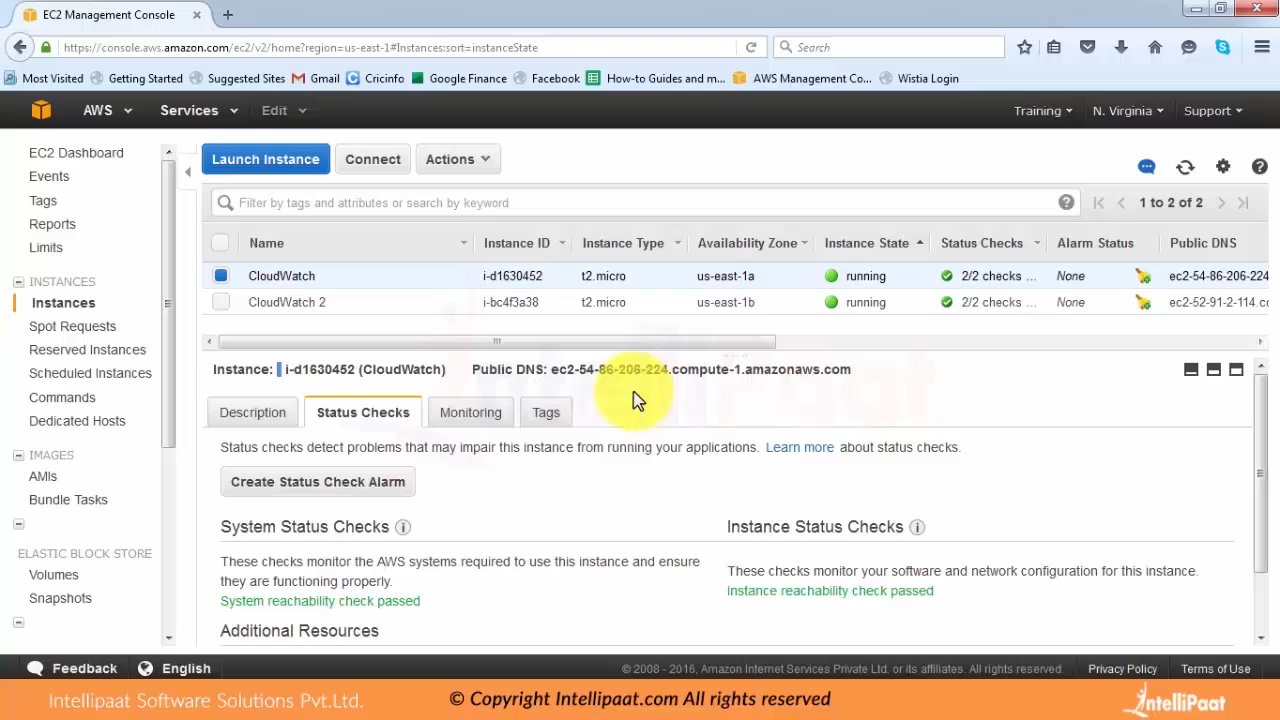 EC2 Management Console
https://console.aws.amazon.com/ec2/v2/home?region=us-east-1#Instances:sort=instanceState
Search
Most Visited Getting Started Suggested Sites Gmail Cricinfo Google Finance Facebook How-to Guides and m... AWS Management Co... Wistia Login
AWS Services Edit Training N. Virginia Support
EC2 Dashboard
Events
Tags
Reports
Limits
INSTANCES
Instances
Spot Requests
Reserved Instances
Scheduled Instances
Commands
Dedicated Hosts
IMAGES
AMIs
Bundle Tasks
ELASTIC BLOCK STORE
Volumes
Snapshots
Launch Instance Connect Actions
Filter by tags and attributes or search by keyword 1 to 2 of 2
Name Instance ID Instance Type Availability Zone Instance State Status Checks Alarm Status Public DNS
CloudWatch i-d1630452 t2.micro us-east-1a running 2/2 checks ... None ec2-54-86-206-224
CloudWatch 2 i-bc4f3a38 t2.micro us-east-1b running 2/2 checks ... None ec2-52-91-2-114.cc
Instance: i-d1630452 (CloudWatch) Public DNS: ec2-54-86-206-224.compute-1.amazonaws.com
Description Status Checks Monitoring Tags
Status checks detect problems that may impair this instance from running your applications. Learn more about status checks.
Create Status Check Alarm
System Status Checks
These checks monitor the AWS systems required to use this instance and ensure
they are functioning properly.
System reachability check passed
Instance Status Checks
These checks monitor your software and network configuration for this instance.
Instance reachability check passed
Additional Resources
Feedback English © 2008 - 2016, Amazon Internet Services Private Ltd. or its affiliates. All rights reserved. Privacy Policy Terms of Use
Intellipaat Software Solutions Pvt.Ltd. © Copyright Intellipaat.com All rights reserved IntelliPaat